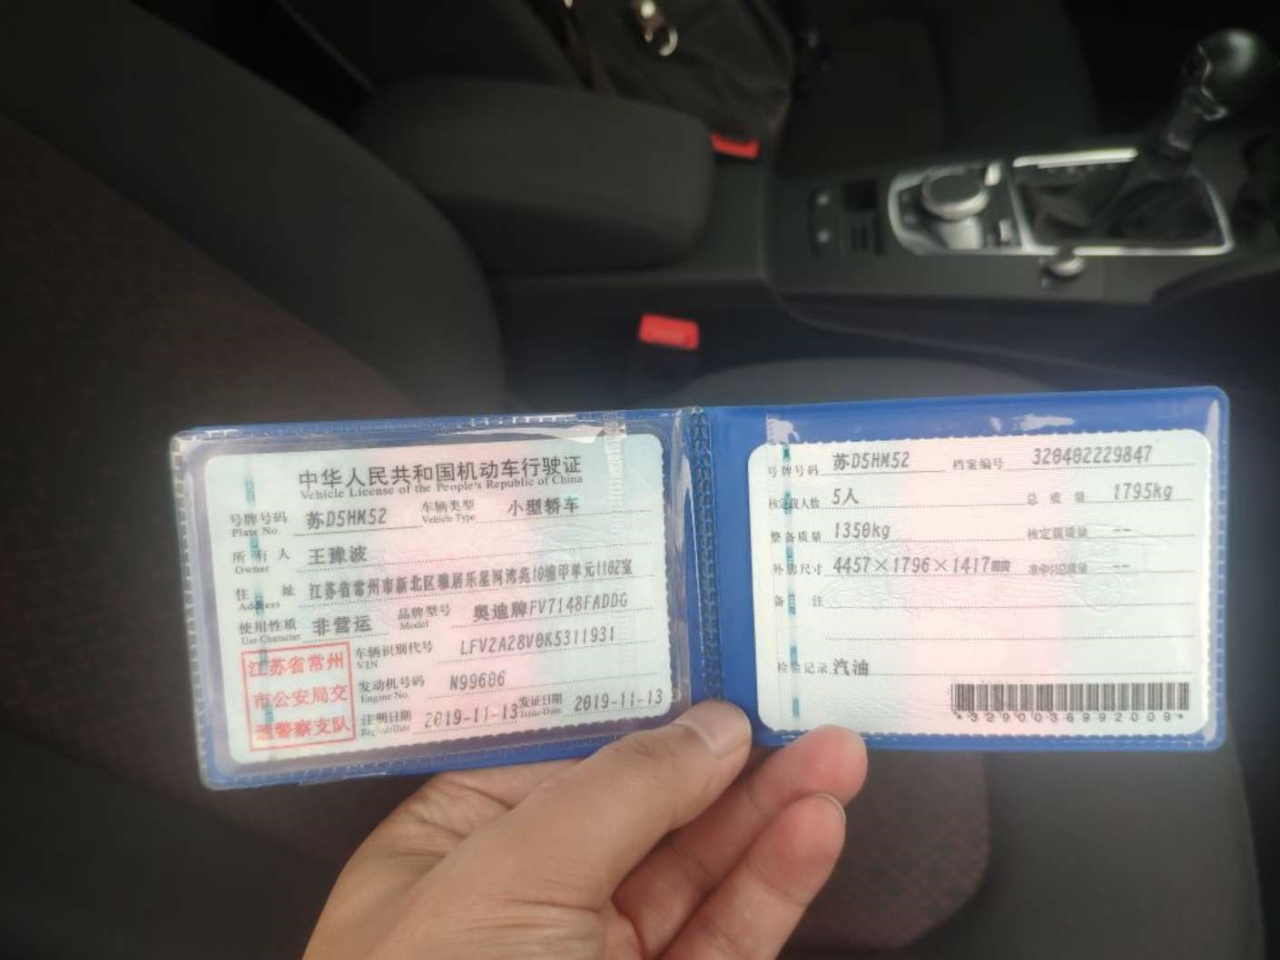 中华人民共和国机动车行驶证
Vehicle License of the People's Republic of China
号牌号码 苏D5HM52 车辆类型 小型轿车
Plate No. Vehicle Type
所有人 王豫波
Owner
住址 江苏省常州市新北区雅居乐星河湾苑10幢甲单元1102室
Address
使用性质 非营运 品牌型号 奥迪牌FV7148FADDG
Use Character Model
江苏省常州
市公安局交
通警察支队
车辆识别代号 LFV2A28V0K5311931
VIN
发动机号码 N99606
Engine No.
注册日期 2019-11-13 发证日期 2019-11-13
Register Date Issue Date
号牌号码 苏D5HM52 档案编号 320402229847
核定载人数 5人 总质量 1795kg
整备质量 1350kg 核定载质量 --
外廓尺寸 4457×1796×1417mm 准牵引总质量 --
备注
检验记录 汽油
*3290036992009*